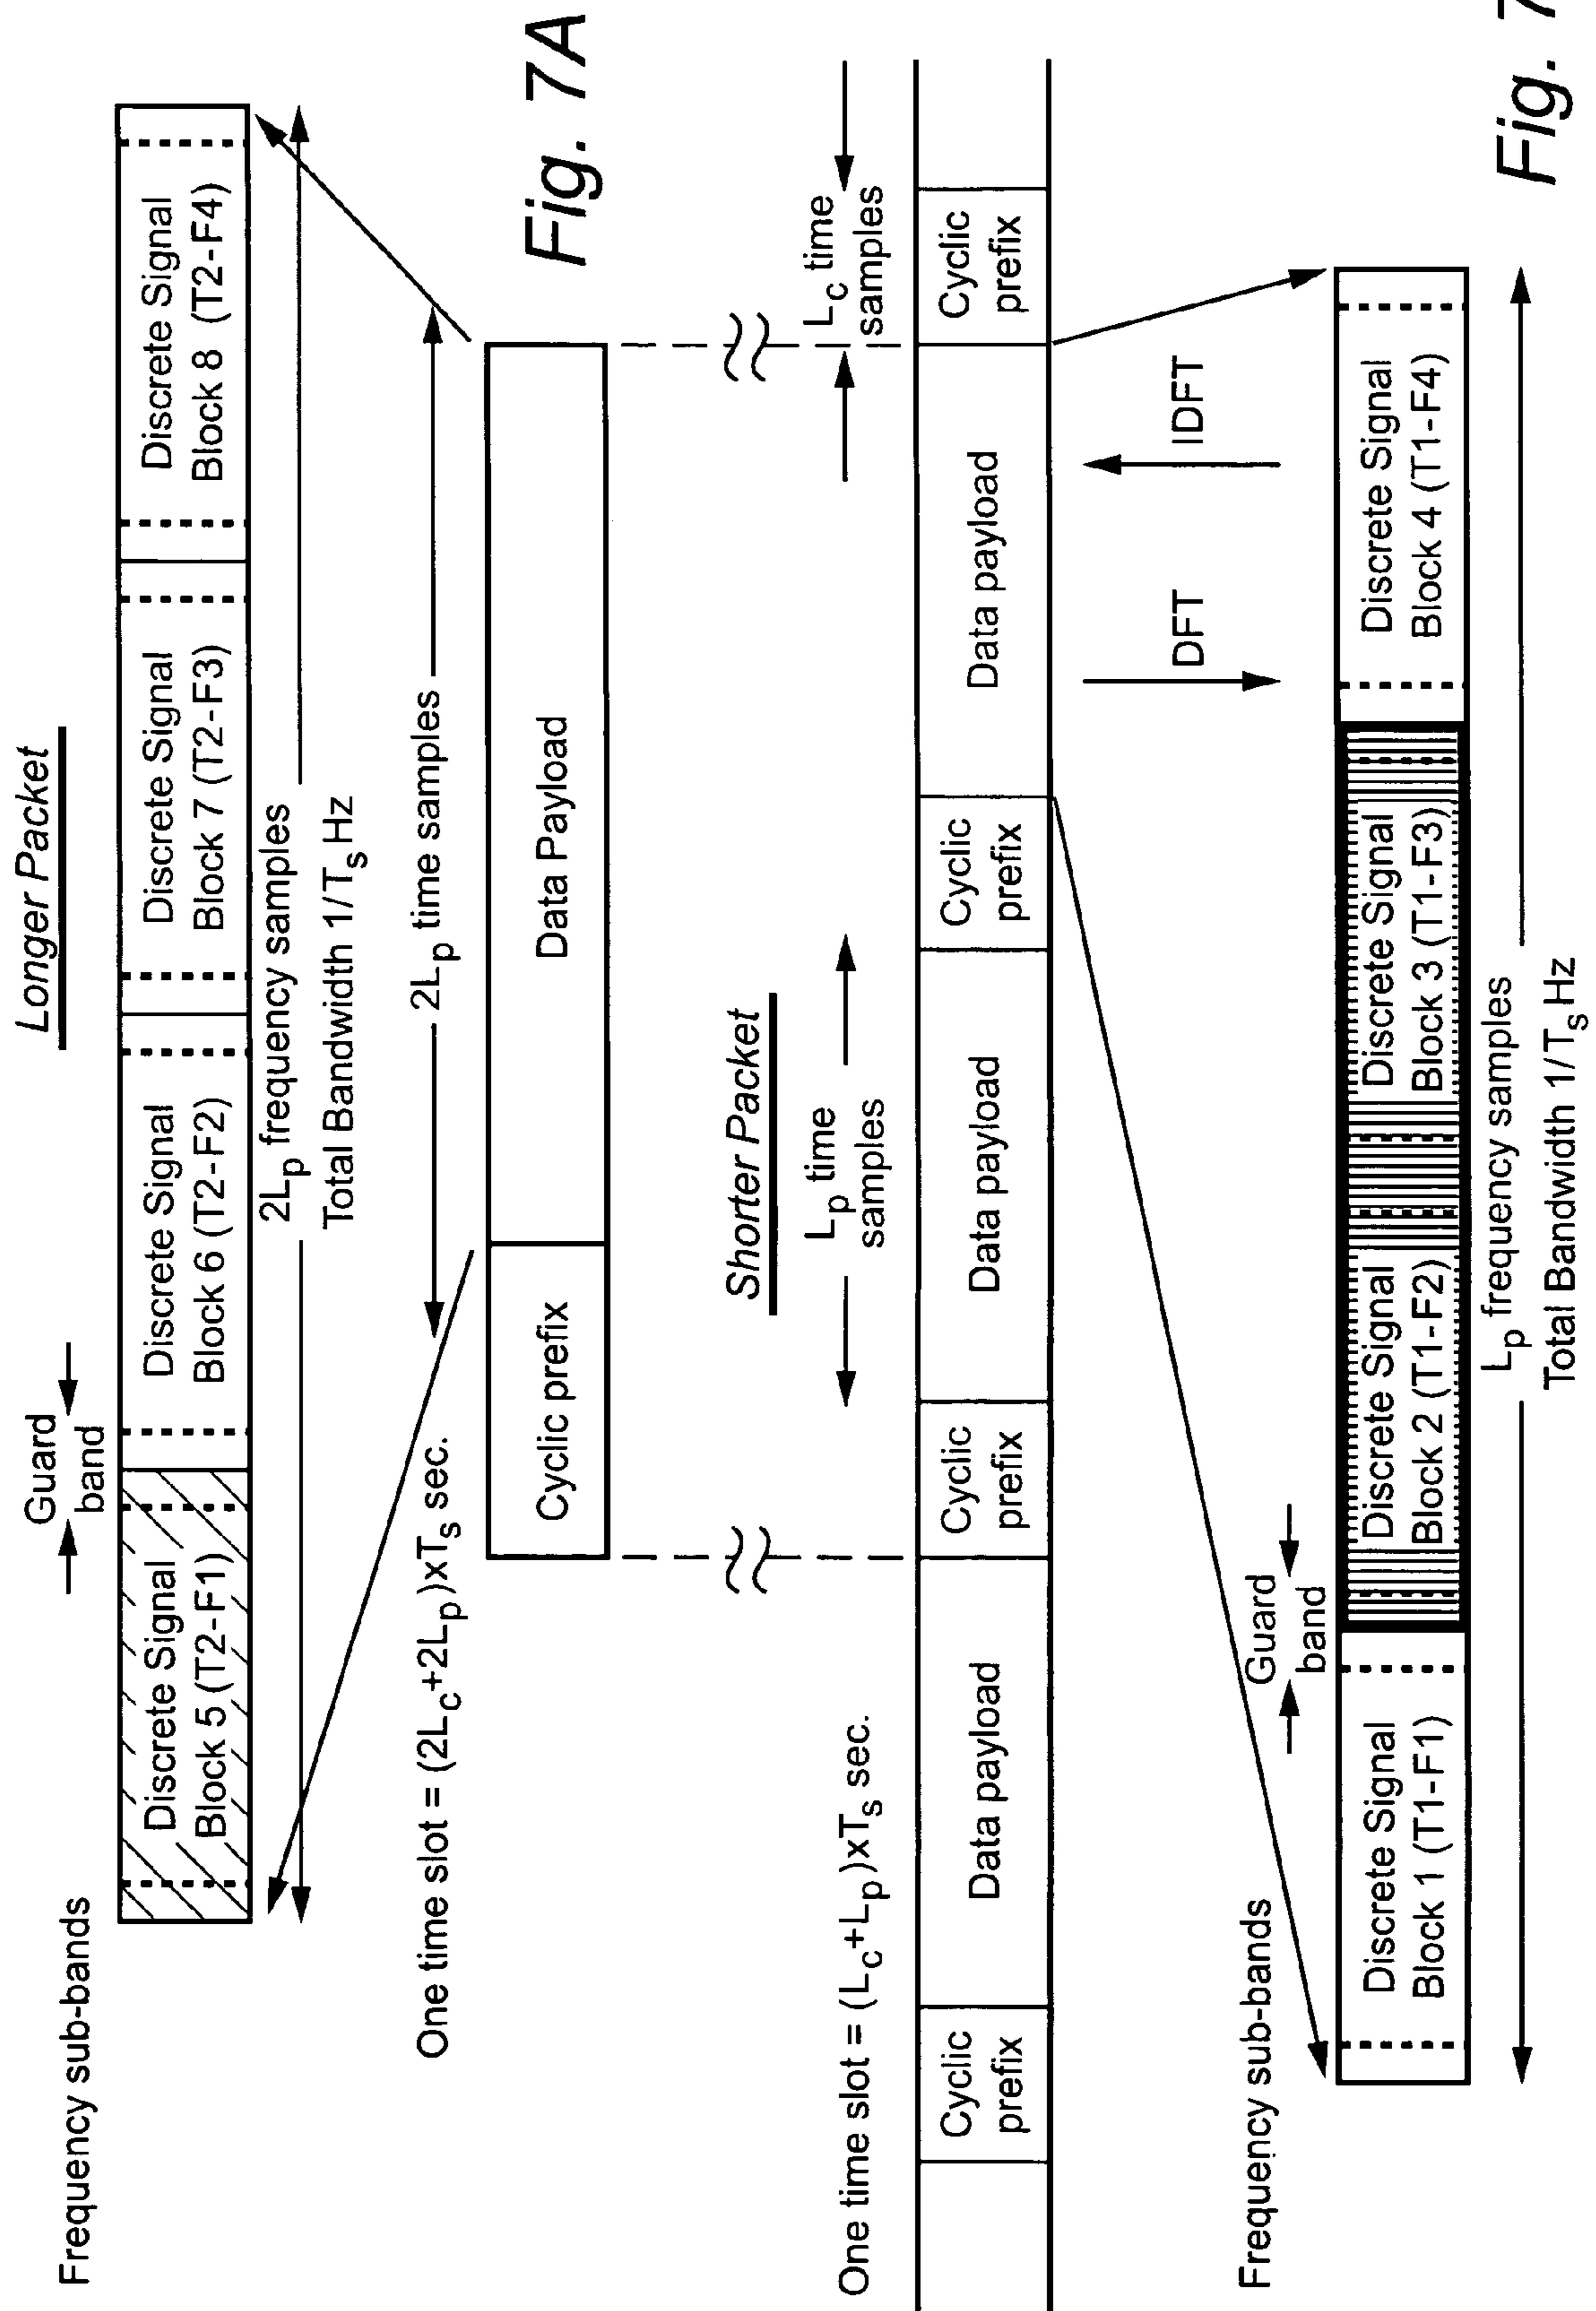 Longer Packet
Frequency sub-bands
Guard
band
Discrete Signal
Block 5 (T2-F1)
Discrete Signal
Block 6 (T2-F2)
Discrete Signal
Block 7 (T2-F3)
Discrete Signal
Block 8 (T2-F4)
2Lp frequency samples
Total Bandwidth 1/Ts Hz
One time slot = (2Lc+2Lp)xTs sec.
2Lp time samples
Cyclic prefix
Data Payload
Fig. 7A
Shorter Packet
One time slot = (Lc+Lp)xTs sec.
Lp time
samples
Lc time
samples
Cyclic
prefix
Data payload
Cyclic
prefix
Data payload
Cyclic
prefix
Data payload
Cyclic
prefix
DFT
IDFT
Frequency sub-bands
Guard
band
Discrete Signal
Block 1 (T1-F1)
Discrete Signal
Block 2 (T1-F2)
Discrete Signal
Block 3 (T1-F3)
Discrete Signal
Block 4 (T1-F4)
Lp frequency samples
Total Bandwidth 1/Ts Hz
Fig. 7